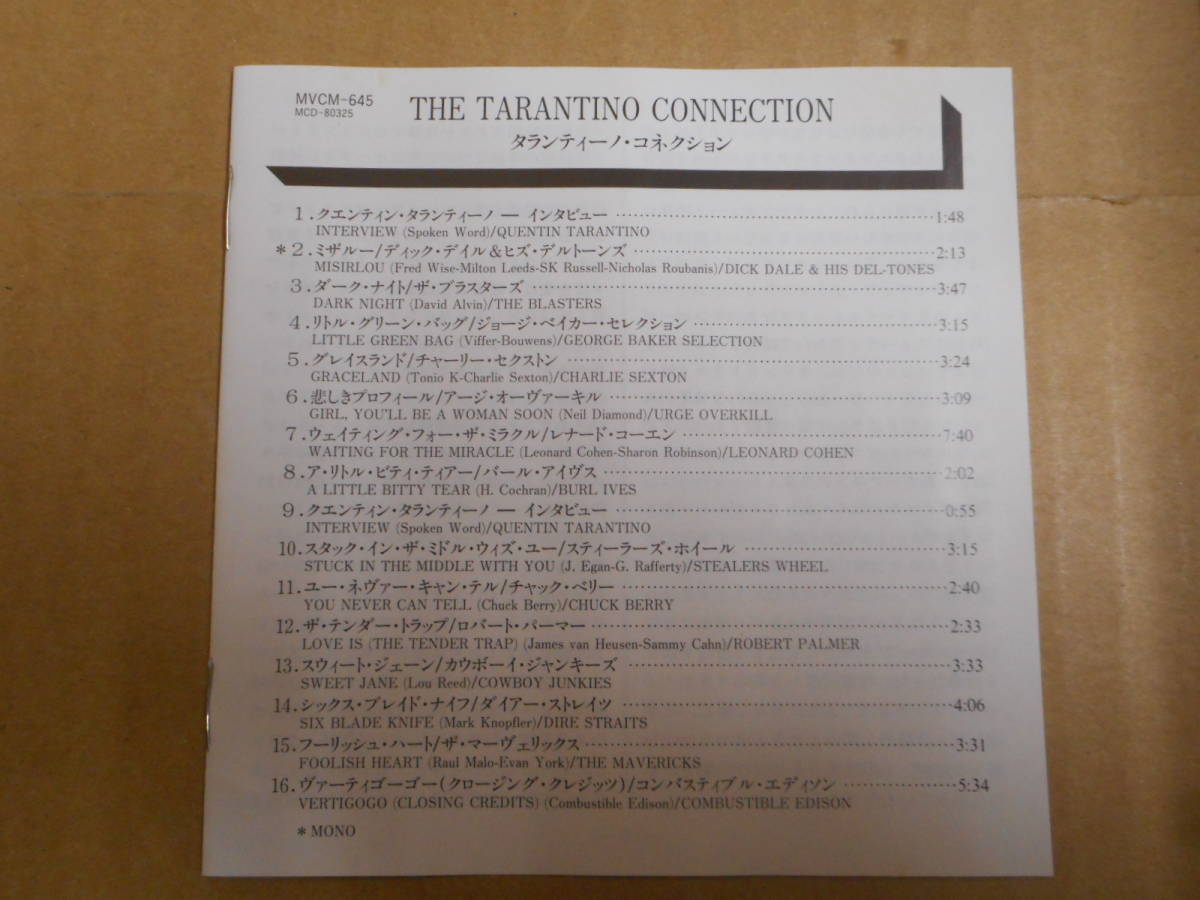 MVCM-645
MCD-80325
THE TARANTINO CONNECTION
タランティーノ・コネクション
1.クエンティン・タランティーノ ― インタビュー ………………… 1:48
INTERVIEW (Spoken Word)/QUENTIN TARANTINO
*2.ミザルー/ディック・デイル&ヒズ・デルトーンズ ………………… 2:13
MISIRLOU (Fred Wise-Milton Leeds-SK Russell-Nicholas Roubanis)/DICK DALE & HIS DEL-TONES
3.ダーク・ナイト/ザ・ブラスターズ ………………… 3:47
DARK NIGHT (David Alvin)/THE BLASTERS
4.リトル・グリーン・バッグ/ジョージ・ベイカー・セレクション ………………… 3:15
LITTLE GREEN BAG (Viffer-Bouwens)/GEORGE BAKER SELECTION
5.グレイスランド/チャーリー・セクストン ………………… 3:24
GRACELAND (Tonio K-Charlie Sexton)/CHARLIE SEXTON
6.悲しきプロフィール/アージ・オーヴァーキル ………………… 3:09
GIRL, YOU'LL BE A WOMAN SOON (Neil Diamond)/URGE OVERKILL
7.ウェイティング・フォー・ザ・ミラクル/レナード・コーエン ………………… 7:40
WAITING FOR THE MIRACLE (Leonard Cohen-Sharon Robinson)/LEONARD COHEN
8.ア・リトル・ビティ・ティアー/バール・アイヴス ………………… 2:02
A LITTLE BITTY TEAR (H. Cochran)/BURL IVES
9.クエンティン・タランティーノ ― インタビュー ………………… 0:55
INTERVIEW (Spoken Word)/QUENTIN TARANTINO
10.スタック・イン・ザ・ミドル・ウィズ・ユー/スティーラーズ・ホイール ………………… 3:15
STUCK IN THE MIDDLE WITH YOU (J. Egan-G. Rafferty)/STEALERS WHEEL
11.ユー・ネヴァー・キャン・テル/チャック・ベリー ………………… 2:40
YOU NEVER CAN TELL (Chuck Berry)/CHUCK BERRY
12.ザ・テンダー・トラップ/ロバート・パーマー ………………… 2:33
LOVE IS (THE TENDER TRAP) (James van Heusen-Sammy Cahn)/ROBERT PALMER
13.スウィート・ジェーン/カウボーイ・ジャンキーズ ………………… 3:33
SWEET JANE (Lou Reed)/COWBOY JUNKIES
14.シックス・ブレイド・ナイフ/ダイアー・ストレイツ ………………… 4:06
SIX BLADE KNIFE (Mark Knopfler)/DIRE STRAITS
15.フーリッシュ・ハート/ザ・マーヴェリックス ………………… 3:31
FOOLISH HEART (Raul Malo-Evan York)/THE MAVERICKS
16.ヴァーティゴーゴー(クロージング・クレジッツ)/コンバスティブル・エディソン ………………… 5:34
VERTIGOGO (CLOSING CREDITS) (Combustible Edison)/COMBUSTIBLE EDISON
* MONO